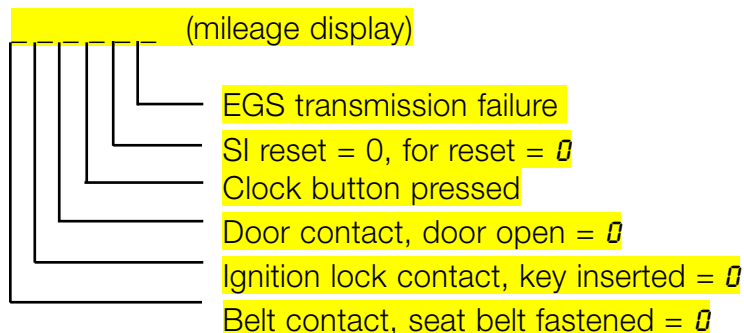 _ _ _ _ _ _ (mileage display)
EGS transmission failure
SI reset = 0, for reset = 0
Clock button pressed
Door contact, door open = 0
Ignition lock contact, key inserted = 0
Belt contact, seat belt fastened = 0